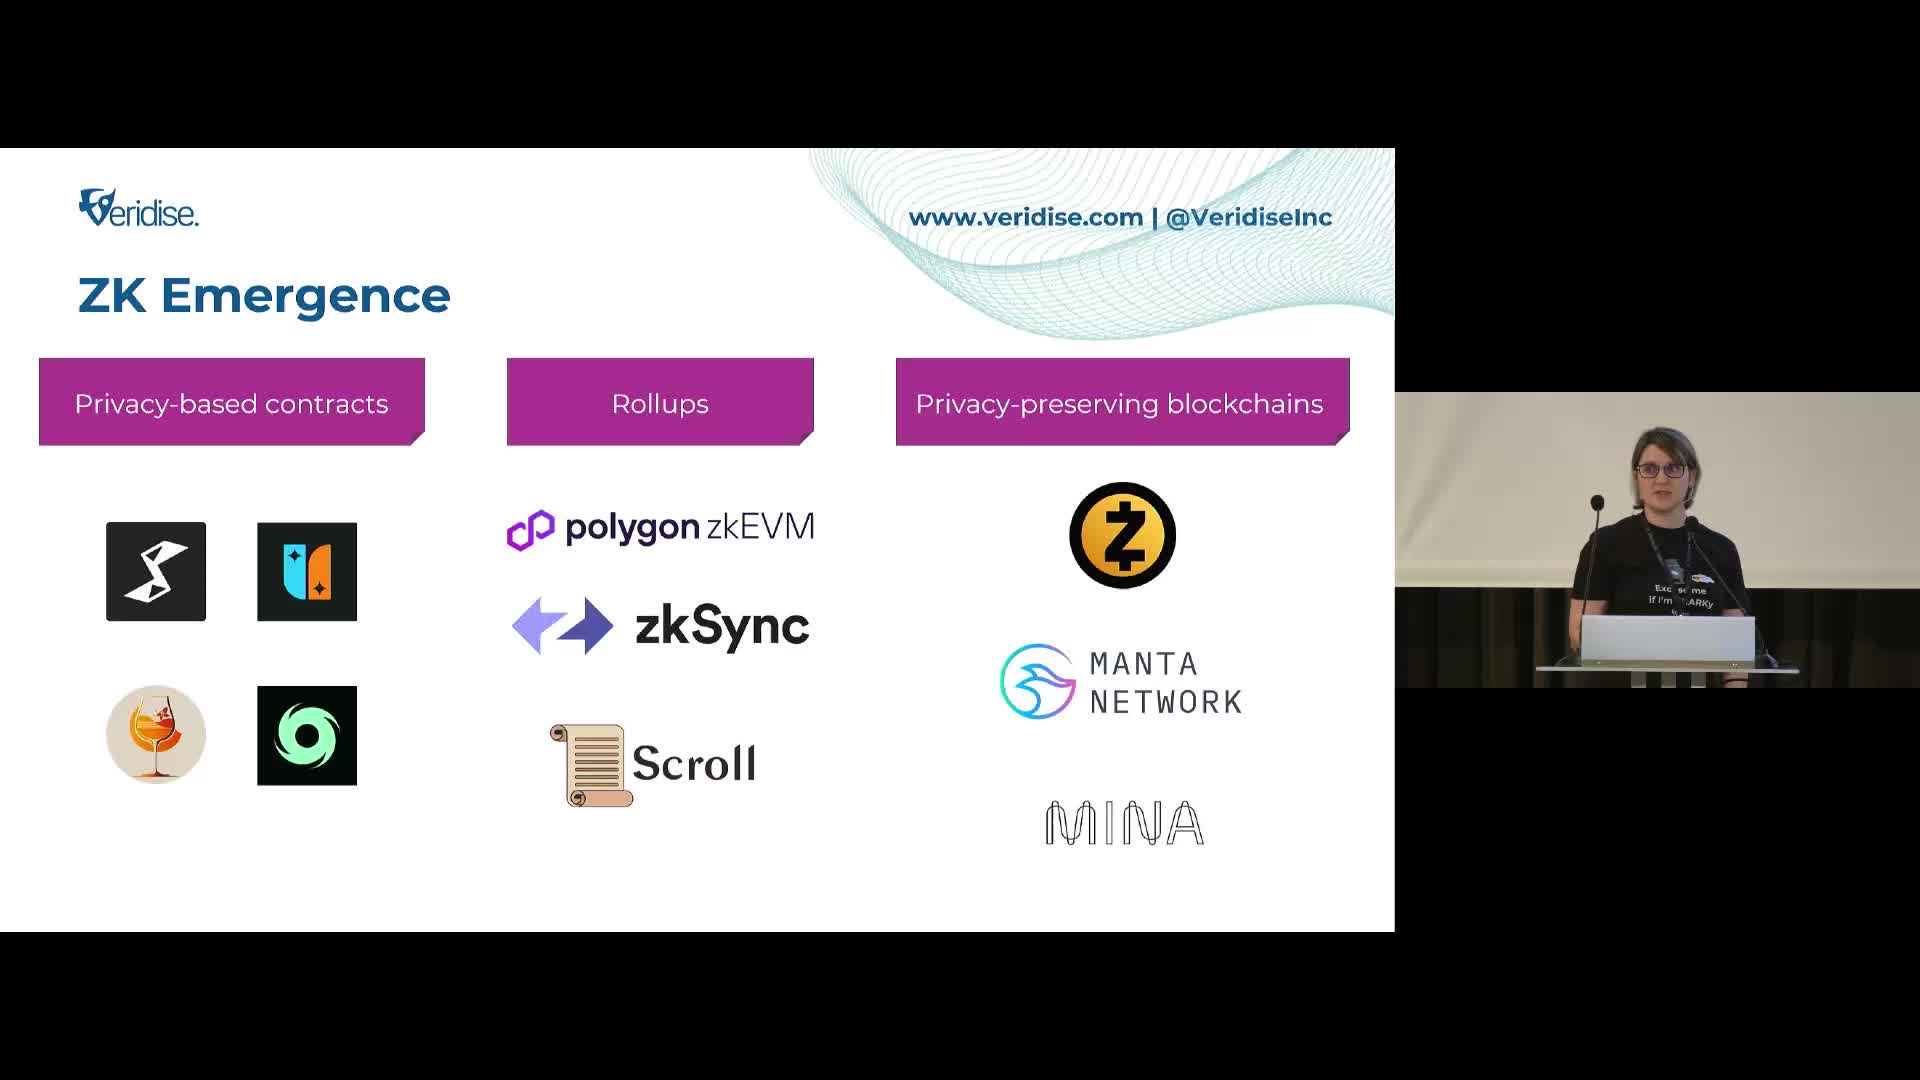 Veridise.
www.veridise.com | @VeridiseInc
ZK Emergence
Privacy-based contracts
Rollups
Privacy-preserving blockchains
polygon zkEVM
zkSync
Scroll
MANTA
NETWORK
MINA
if I'm